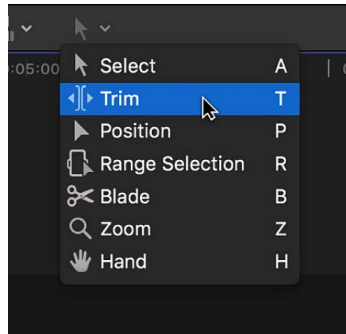 :05:00
Select A
Trim T
Position P
Range Selection R
Blade B
Zoom Z
Hand H